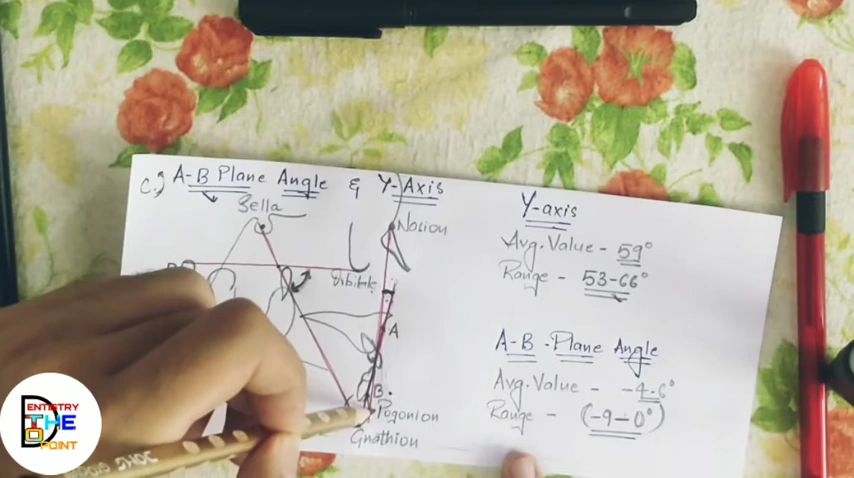 C.) A-B Plane Angle & Y-Axis
Sella
Nasion
Orbitale
A
B
Pogonion
Gnathion
Y-axis
Avg. Value - 59°
Range - 53-66°
A-B - Plane Angle
Avg. Value - -4.6°
Range - (-9-0°)
DENTISTRY
THE
TO POINT